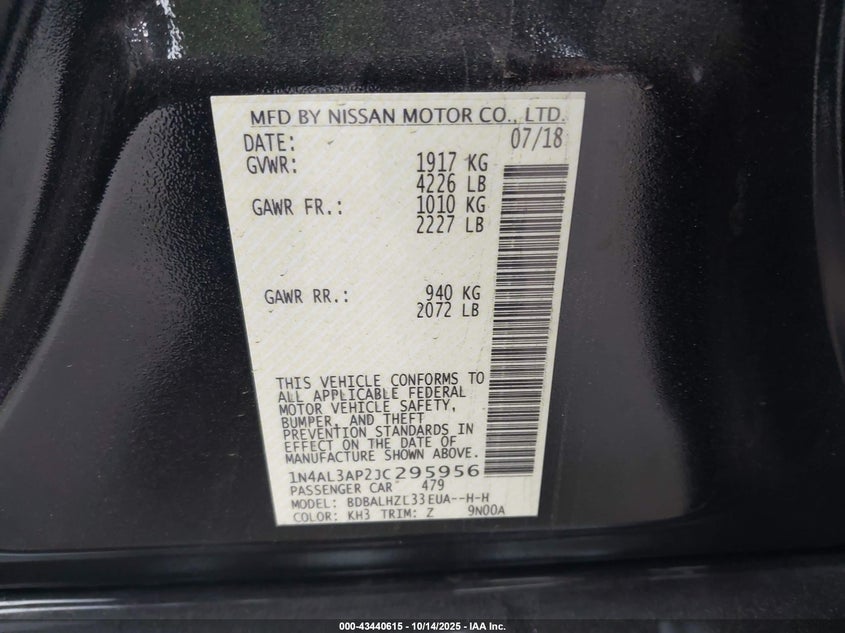 MFD BY NISSAN MOTOR CO., LTD.
DATE: 07/18
GVWR: 1917 KG
4226 LB
GAWR FR.: 1010 KG
2227 LB
GAWR RR.: 940 KG
2072 LB
THIS VEHICLE CONFORMS TO
ALL APPLICABLE FEDERAL
MOTOR VEHICLE SAFETY,
BUMPER, AND THEFT
PREVENTION STANDARDS IN
EFFECT ON THE DATE OF
MANUFACTURE SHOWN ABOVE.
1N4AL3AP2JC295956
PASSENGER CAR 479
MODEL: BDBALHZL33EUA--H-H
COLOR: KH3 TRIM: Z 9N00A
000-43440615 - 10/14/2025 - IAA Inc.